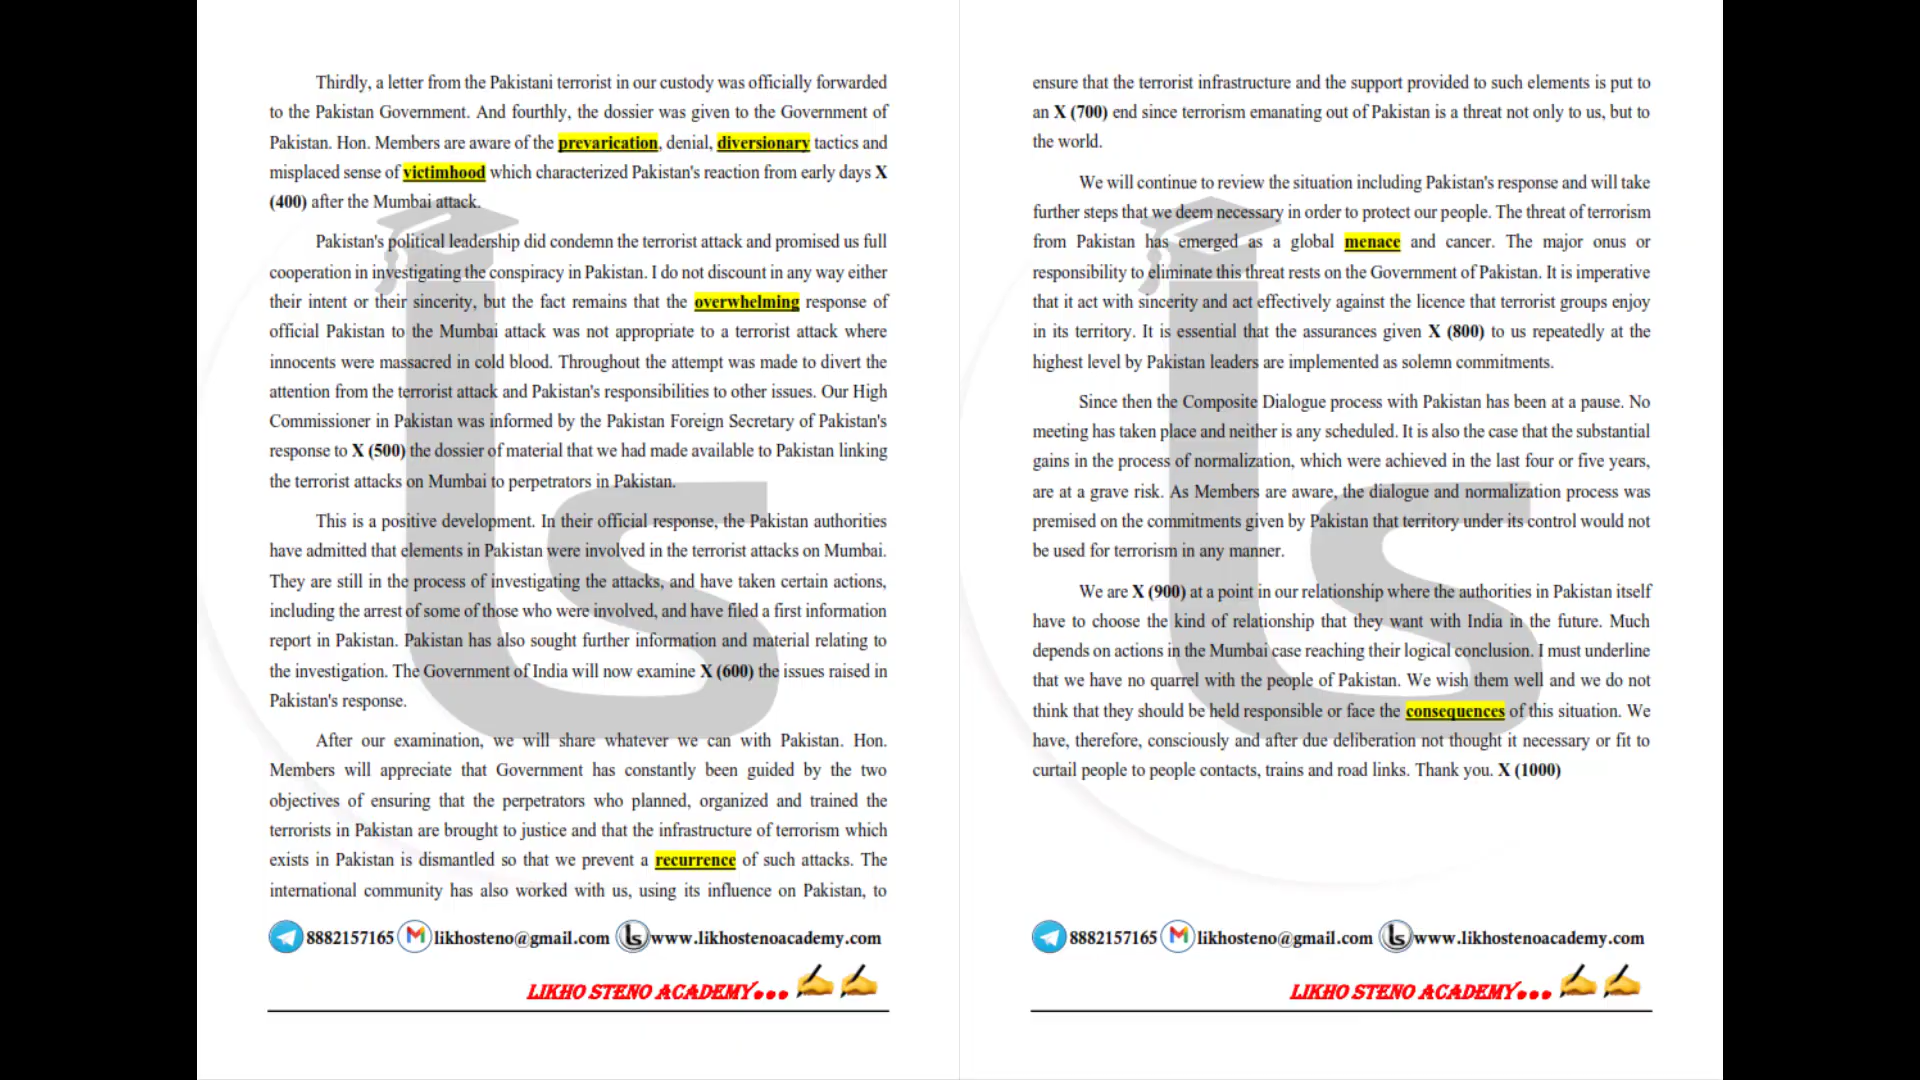 Thirdly, a letter from the Pakistani terrorist in our custody was officially forwarded
to the Pakistan Government. And fourthly, the dossier was given to the Government of
Pakistan. Hon. Members are aware of the prevarication, denial, diversionary tactics and
misplaced sense of victimhood which characterized Pakistan's reaction from early days X
(400) after the Mumbai attack.
Pakistan's political leadership did condemn the terrorist attack and promised us full
cooperation in investigating the conspiracy in Pakistan. I do not discount in any way either
their intent or their sincerity, but the fact remains that the overwhelming response of
official Pakistan to the Mumbai attack was not appropriate to a terrorist attack where
innocents were massacred in cold blood. Throughout the attempt was made to divert the
attention from the terrorist attack and Pakistan's responsibilities to other issues. Our High
Commissioner in Pakistan was informed by the Pakistan Foreign Secretary of Pakistan's
response to X (500) the dossier of material that we had made available to Pakistan linking
the terrorist attacks on Mumbai to perpetrators in Pakistan.
This is a positive development. In their official response, the Pakistan authorities
have admitted that elements in Pakistan were involved in the terrorist attacks on Mumbai.
They are still in the process of investigating the attacks, and have taken certain actions,
including the arrest of some of those who were involved, and have filed a first information
report in Pakistan. Pakistan has also sought further information and material relating to
the investigation. The Government of India will now examine X (600) the issues raised in
Pakistan's response.
After our examination, we will share whatever we can with Pakistan. Hon.
Members will appreciate that Government has constantly been guided by the two
objectives of ensuring that the perpetrators who planned, organized and trained the
terrorists in Pakistan are brought to justice and that the infrastructure of terrorism which
exists in Pakistan is dismantled so that we prevent a recurrence of such attacks. The
international community has also worked with us, using its influence on Pakistan, to
8882157165 likhosteno@gmail.com ls www.likhostenoacademy.com
LIKHO STENO ACADEMY...
ensure that the terrorist infrastructure and the support provided to such elements is put to
an X (700) end since terrorism emanating out of Pakistan is a threat not only to us, but to
the world.
We will continue to review the situation including Pakistan's response and will take
further steps that we deem necessary in order to protect our people. The threat of terrorism
from Pakistan has emerged as a global menace and cancer. The major onus or
responsibility to eliminate this threat rests on the Government of Pakistan. It is imperative
that it act with sincerity and act effectively against the licence that terrorist groups enjoy
in its territory. It is essential that the assurances given X (800) to us repeatedly at the
highest level by Pakistan leaders are implemented as solemn commitments.
Since then the Composite Dialogue process with Pakistan has been at a pause. No
meeting has taken place and neither is any scheduled. It is also the case that the substantial
gains in the process of normalization, which were achieved in the last four or five years,
are at a grave risk. As Members are aware, the dialogue and normalization process was
premised on the commitments given by Pakistan that territory under its control would not
be used for terrorism in any manner.
We are X (900) at a point in our relationship where the authorities in Pakistan itself
have to choose the kind of relationship that they want with India in the future. Much
depends on actions in the Mumbai case reaching their logical conclusion. I must underline
that we have no quarrel with the people of Pakistan. We wish them well and we do not
think that they should be held responsible or face the consequences of this situation. We
have, therefore, consciously and after due deliberation not thought it necessary or fit to
curtail people to people contacts, trains and road links. Thank you. X (1000)
8882157165 likhosteno@gmail.com ls www.likhostenoacademy.com
LIKHO STENO ACADEMY...